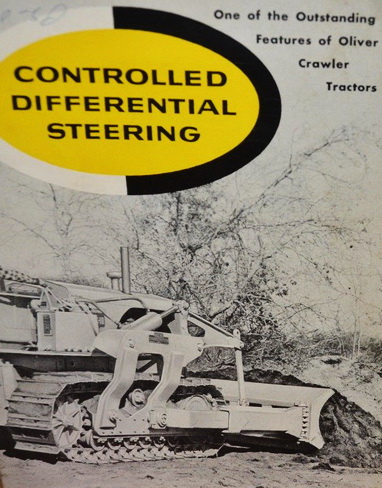 One of the Outstanding
Features of Oliver
Crawler
Tractors
CONTROLLED
DIFFERENTIAL
STEERING